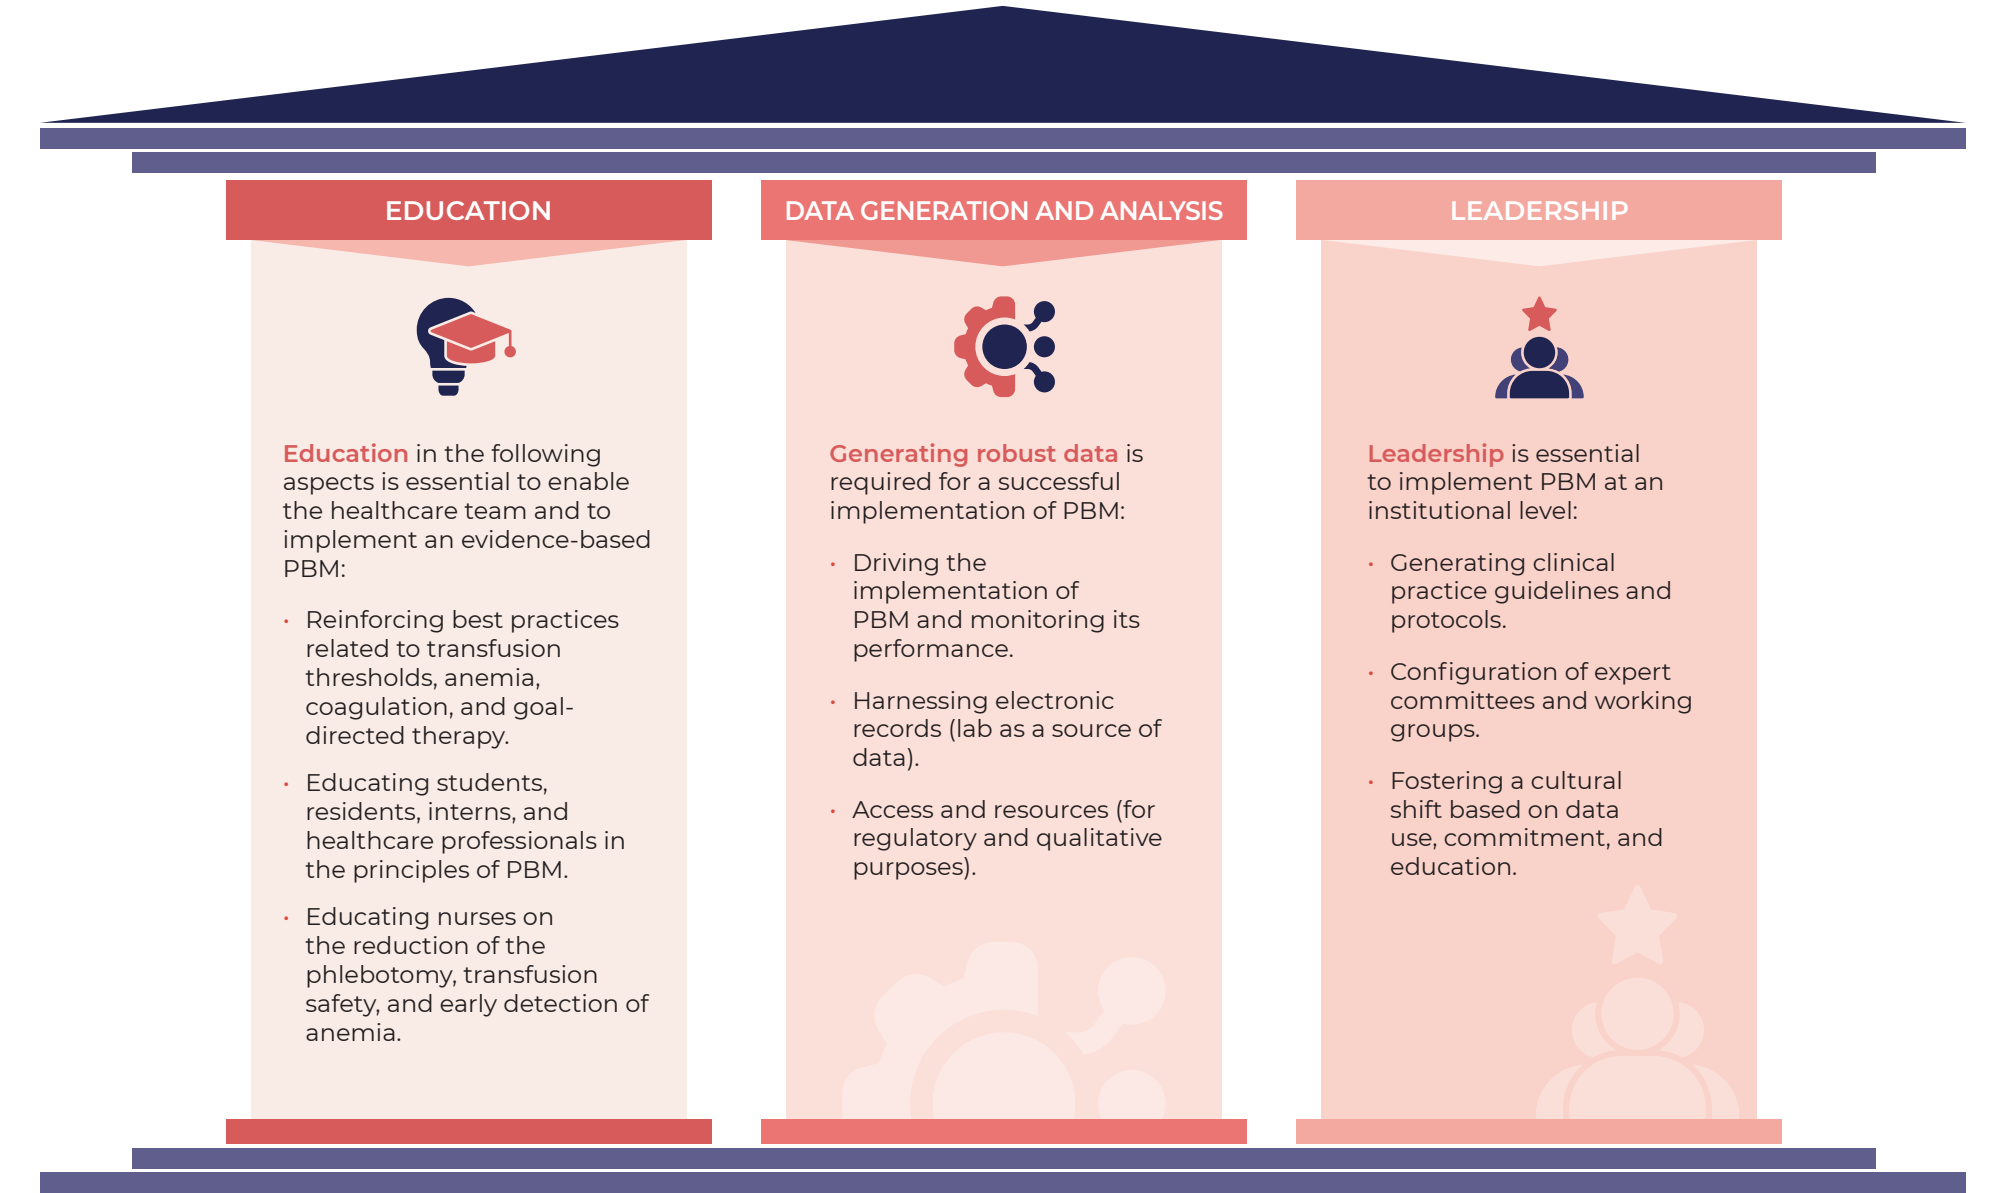 EDUCATION
Education in the following
aspects is essential to enable
the healthcare team and to
implement an evidence-based
PBM:
• Reinforcing best practices
related to transfusion
thresholds, anemia,
coagulation, and goal-
directed therapy.
• Educating students,
residents, interns, and
healthcare professionals in
the principles of PBM.
• Educating nurses on
the reduction of the
phlebotomy, transfusion
safety, and early detection of
anemia.
DATA GENERATION AND ANALYSIS
Generating robust data is
required for a successful
implementation of PBM:
• Driving the
implementation of
PBM and monitoring its
performance.
• Harnessing electronic
records (lab as a source of
data).
• Access and resources (for
regulatory and qualitative
purposes).
LEADERSHIP
Leadership is essential
to implement PBM at an
institutional level:
• Generating clinical
practice guidelines and
protocols.
• Configuration of expert
committees and working
groups.
• Fostering a cultural
shift based on data
use, commitment, and
education.